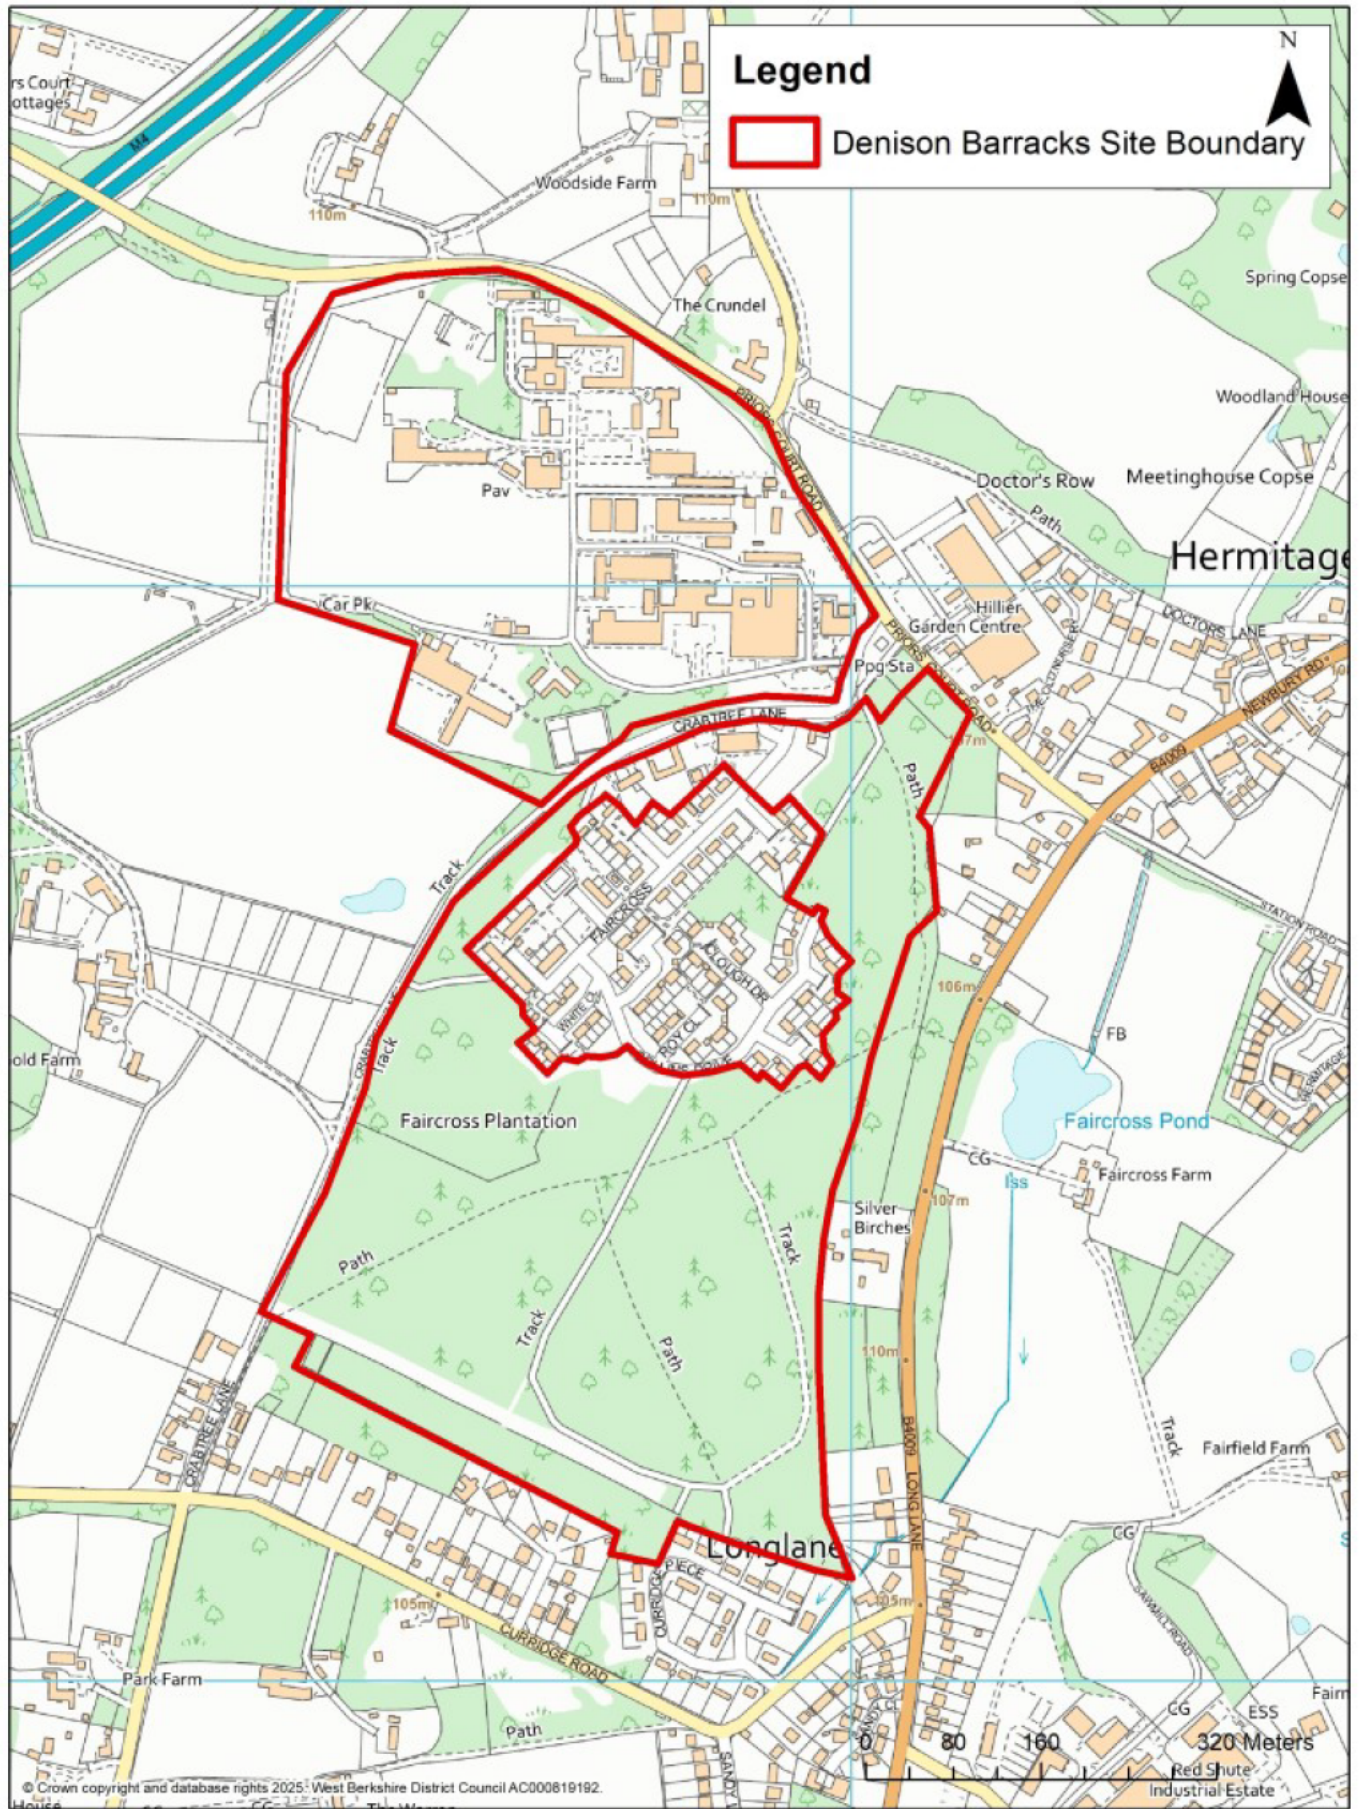 Legend
N
Denison Barracks Site Boundary
rs Court
ottages
M4
Woodside Farm
110m
110m
The Crundel
Spring Copse
PRIORS COURT ROAD
Woodland House
Pav
Doctor's Row
Meetinghouse Copse
Path
Hermitage
Car Pk
Hillier
Garden Centre
DOCTORS LANE
PRIORS COURT ROAD
THE OLD NURSERY
Ppg Sta
NEWBURY RD
CRABTREE LANE
B4009
Path
Track
FAIRCROSS
STATION ROAD
CLOUGH DR
106m
WHITE CL
ROY CL
FB
old Farm
Track
Faircross Plantation
Faircross Pond
CG
Faircross Farm
Iss
107m
Silver
Birches
Path
Track
Track
Path
110m
CRABTREE LANE
B4009
LONG LANE
Track
Fairfield Farm
CG
Longlane
CURRIDGE PIECE
SAWMILL ROAD
105m
105m
CURRIDGE ROAD
Park Farm
Path
CG
ESS
0 80 160 320 Meters
Red Shute
Industrial Estate
© Crown copyright and database rights 2025: West Berkshire District Council AC000819192.